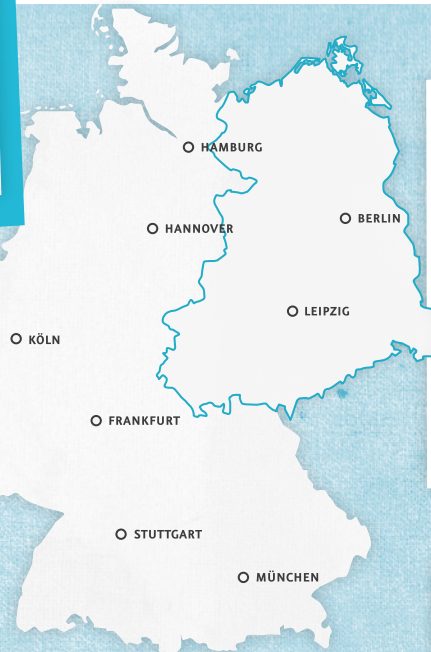 HAMBURG
BERLIN
HANNOVER
LEIPZIG
KÖLN
FRANKFURT
STUTTGART
MÜNCHEN